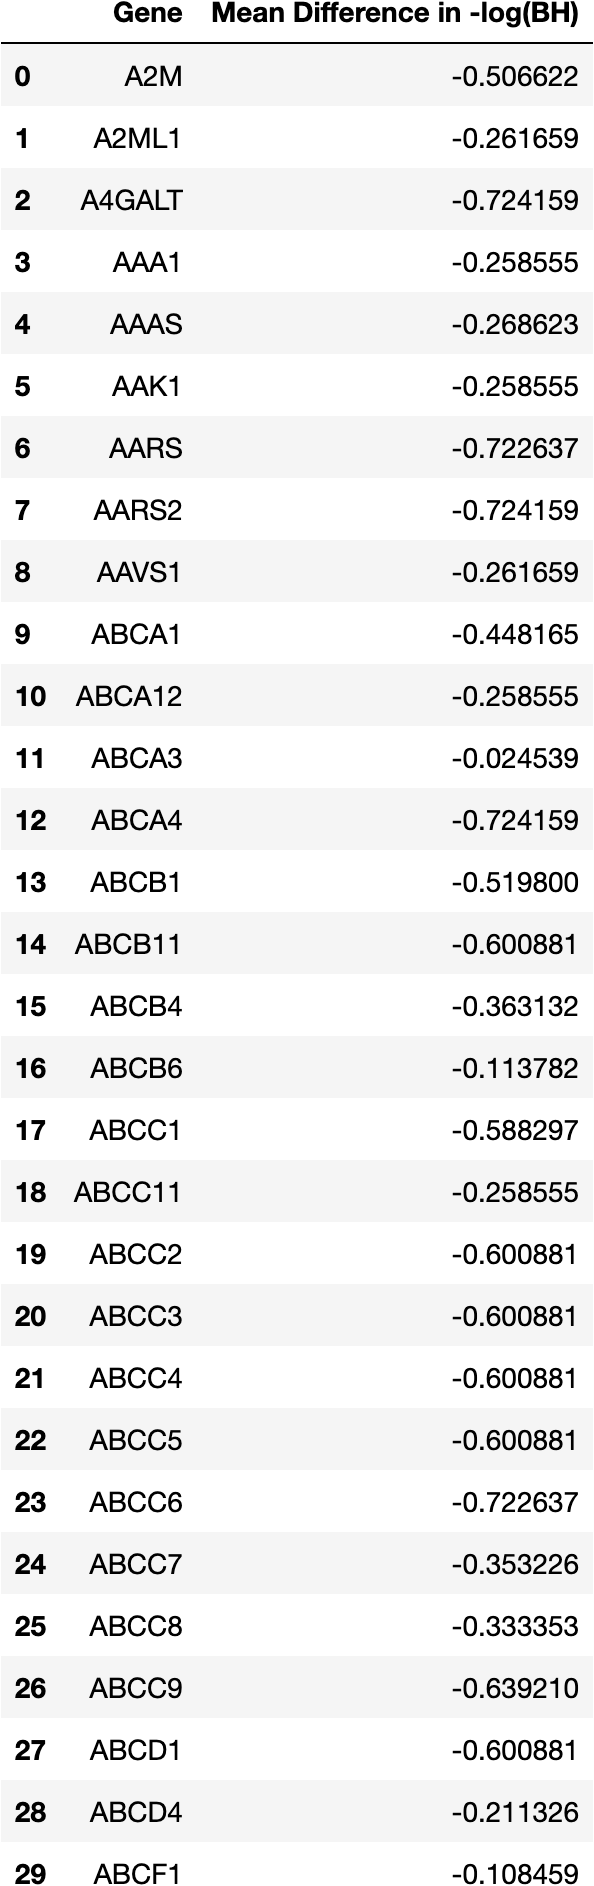 Gene Mean Difference in -log(BH)
0 A2M -0.506622
1 A2ML1 -0.261659
2 A4GALT -0.724159
3 AAA1 -0.258555
4 AAAS -0.268623
5 AAK1 -0.258555
6 AARS -0.722637
7 AARS2 -0.724159
8 AAVS1 -0.261659
9 ABCA1 -0.448165
10 ABCA12 -0.258555
11 ABCA3 -0.024539
12 ABCA4 -0.724159
13 ABCB1 -0.519800
14 ABCB11 -0.600881
15 ABCB4 -0.363132
16 ABCB6 -0.113782
17 ABCC1 -0.588297
18 ABCC11 -0.258555
19 ABCC2 -0.600881
20 ABCC3 -0.600881
21 ABCC4 -0.600881
22 ABCC5 -0.600881
23 ABCC6 -0.722637
24 ABCC7 -0.353226
25 ABCC8 -0.333353
26 ABCC9 -0.639210
27 ABCD1 -0.600881
28 ABCD4 -0.211326
29 ABCF1 -0.108459